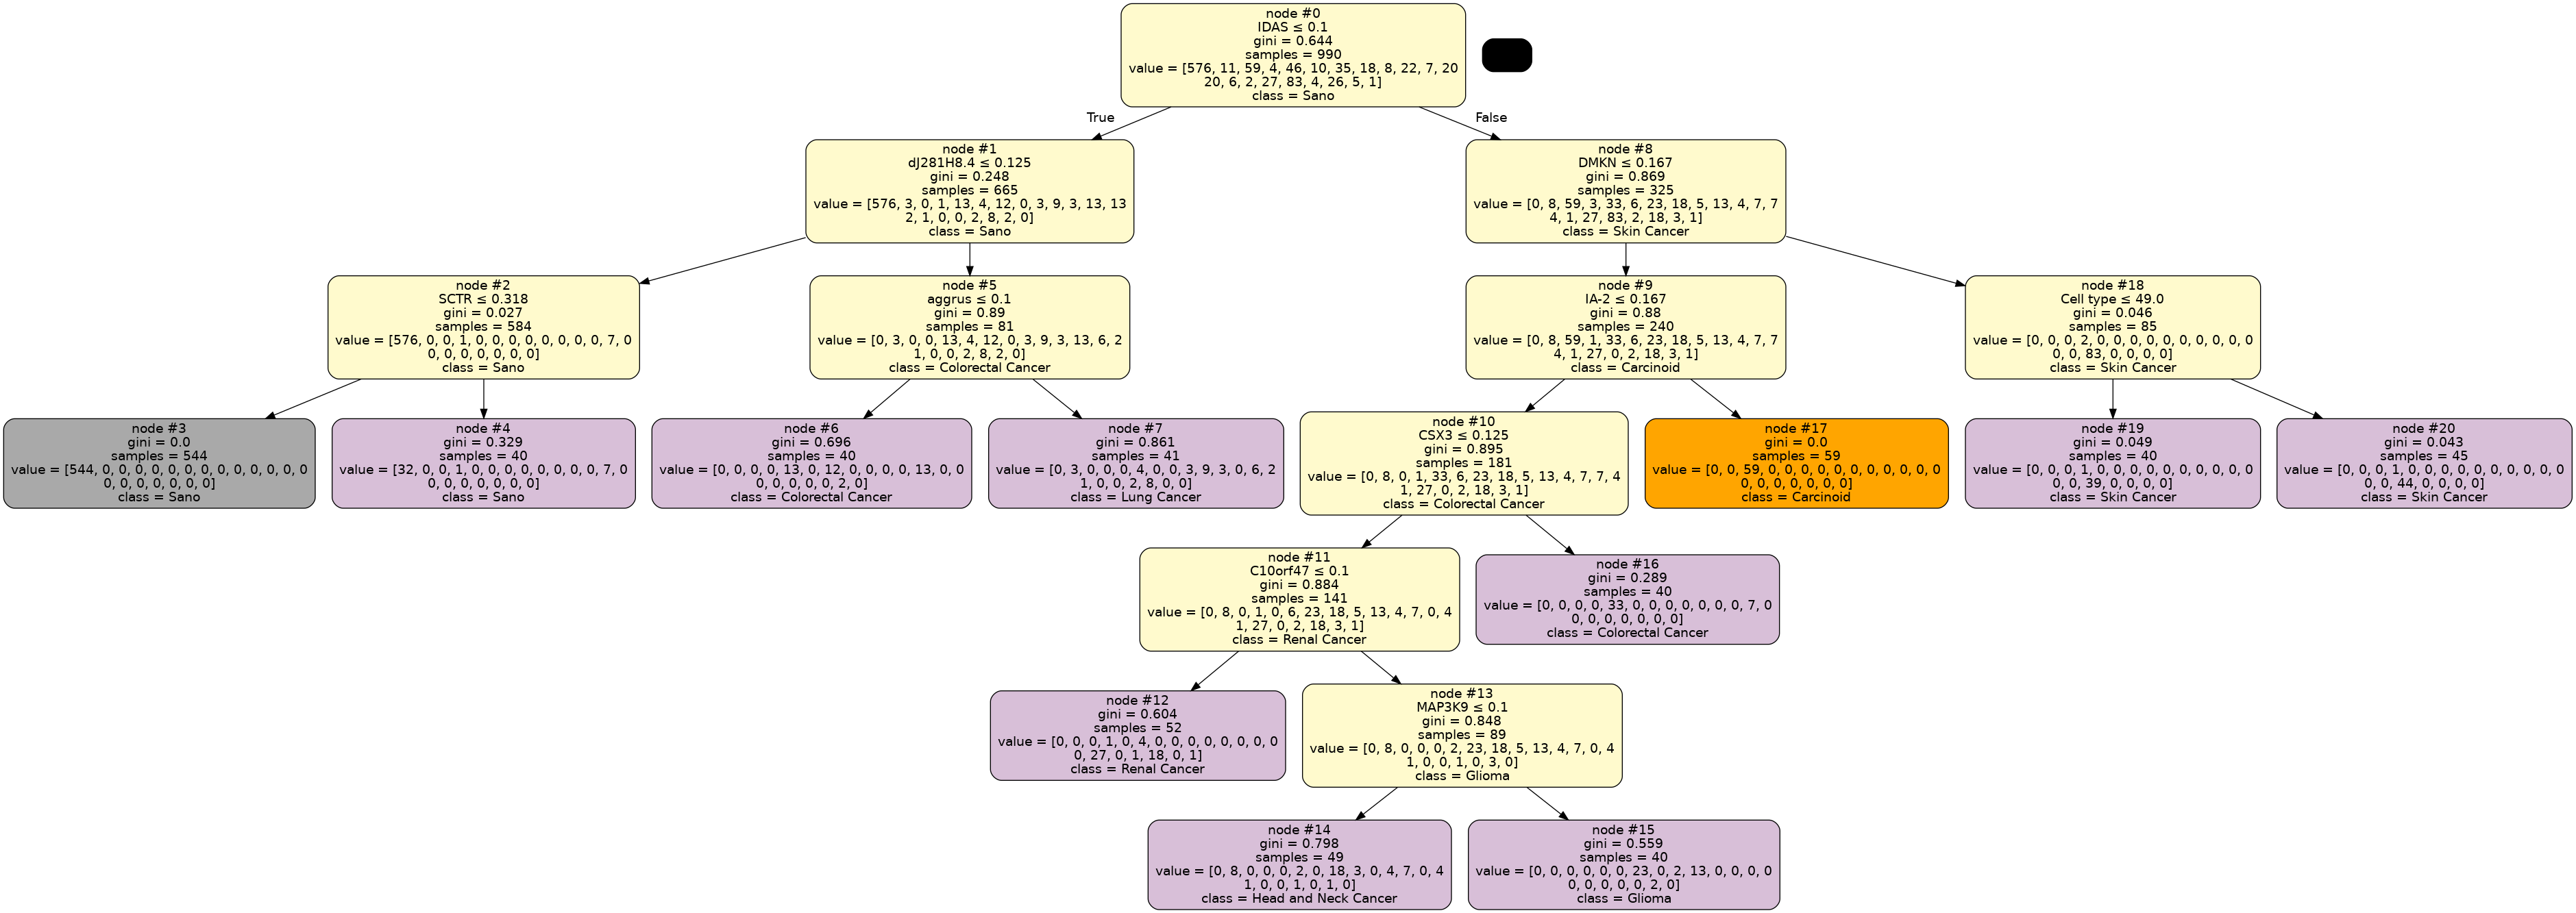 node #0
IDAS ≤ 0.1
gini = 0.644
samples = 990
value = [576, 11, 59, 4, 46, 10, 35, 18, 8, 22, 7, 20
20, 6, 2, 27, 83, 4, 26, 5, 1]
class = Sano
True
False
node #1
dJ281H8.4 ≤ 0.125
gini = 0.248
samples = 665
value = [576, 3, 0, 1, 13, 4, 12, 0, 3, 9, 3, 13, 13
2, 1, 0, 0, 2, 8, 2, 0]
class = Sano
node #8
DMKN ≤ 0.167
gini = 0.869
samples = 325
value = [0, 8, 59, 3, 33, 6, 23, 18, 5, 13, 4, 7, 7
4, 1, 27, 83, 2, 18, 3, 1]
class = Skin Cancer
node #2
SCTR ≤ 0.318
gini = 0.027
samples = 584
value = [576, 0, 0, 1, 0, 0, 0, 0, 0, 0, 0, 0, 7, 0
0, 0, 0, 0, 0, 0, 0]
class = Sano
node #5
aggrus ≤ 0.1
gini = 0.89
samples = 81
value = [0, 3, 0, 0, 13, 4, 12, 0, 3, 9, 3, 13, 6, 2
1, 0, 0, 2, 8, 2, 0]
class = Colorectal Cancer
node #9
IA-2 ≤ 0.167
gini = 0.88
samples = 240
value = [0, 8, 59, 1, 33, 6, 23, 18, 5, 13, 4, 7, 7
4, 1, 27, 0, 2, 18, 3, 1]
class = Carcinoid
node #18
Cell type ≤ 49.0
gini = 0.046
samples = 85
value = [0, 0, 0, 2, 0, 0, 0, 0, 0, 0, 0, 0, 0, 0
0, 0, 83, 0, 0, 0, 0]
class = Skin Cancer
node #3
gini = 0.0
samples = 544
value = [544, 0, 0, 0, 0, 0, 0, 0, 0, 0, 0, 0, 0, 0
0, 0, 0, 0, 0, 0, 0]
class = Sano
node #4
gini = 0.329
samples = 40
value = [32, 0, 0, 1, 0, 0, 0, 0, 0, 0, 0, 0, 7, 0
0, 0, 0, 0, 0, 0, 0]
class = Sano
node #6
gini = 0.696
samples = 40
value = [0, 0, 0, 0, 13, 0, 12, 0, 0, 0, 0, 13, 0, 0
0, 0, 0, 0, 0, 2, 0]
class = Colorectal Cancer
node #7
gini = 0.861
samples = 41
value = [0, 3, 0, 0, 0, 4, 0, 0, 3, 9, 3, 0, 6, 2
1, 0, 0, 2, 8, 0, 0]
class = Lung Cancer
node #10
CSX3 ≤ 0.125
gini = 0.895
samples = 181
value = [0, 8, 0, 1, 33, 6, 23, 18, 5, 13, 4, 7, 7, 4
1, 27, 0, 2, 18, 3, 1]
class = Colorectal Cancer
node #17
gini = 0.0
samples = 59
value = [0, 0, 59, 0, 0, 0, 0, 0, 0, 0, 0, 0, 0, 0
0, 0, 0, 0, 0, 0, 0]
class = Carcinoid
node #19
gini = 0.049
samples = 40
value = [0, 0, 0, 1, 0, 0, 0, 0, 0, 0, 0, 0, 0, 0
0, 0, 39, 0, 0, 0, 0]
class = Skin Cancer
node #20
gini = 0.043
samples = 45
value = [0, 0, 0, 1, 0, 0, 0, 0, 0, 0, 0, 0, 0, 0
0, 0, 44, 0, 0, 0, 0]
class = Skin Cancer
node #11
C10orf47 ≤ 0.1
gini = 0.884
samples = 141
value = [0, 8, 0, 1, 0, 6, 23, 18, 5, 13, 4, 7, 0, 4
1, 27, 0, 2, 18, 3, 1]
class = Renal Cancer
node #16
gini = 0.289
samples = 40
value = [0, 0, 0, 0, 33, 0, 0, 0, 0, 0, 0, 0, 7, 0
0, 0, 0, 0, 0, 0, 0]
class = Colorectal Cancer
node #12
gini = 0.604
samples = 52
value = [0, 0, 0, 1, 0, 4, 0, 0, 0, 0, 0, 0, 0, 0
0, 27, 0, 1, 18, 0, 1]
class = Renal Cancer
node #13
MAP3K9 ≤ 0.1
gini = 0.848
samples = 89
value = [0, 8, 0, 0, 0, 2, 23, 18, 5, 13, 4, 7, 0, 4
1, 0, 0, 1, 0, 3, 0]
class = Glioma
node #14
gini = 0.798
samples = 49
value = [0, 8, 0, 0, 0, 2, 0, 18, 3, 0, 4, 7, 0, 4
1, 0, 0, 1, 0, 1, 0]
class = Head and Neck Cancer
node #15
gini = 0.559
samples = 40
value = [0, 0, 0, 0, 0, 0, 23, 0, 2, 13, 0, 0, 0, 0
0, 0, 0, 0, 0, 2, 0]
class = Glioma